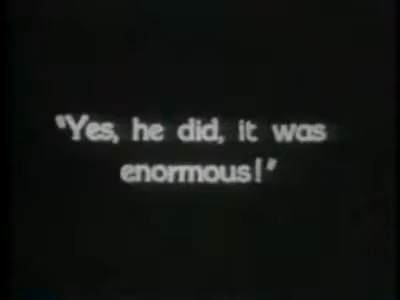 "Yes, he did, it was
enormous!"